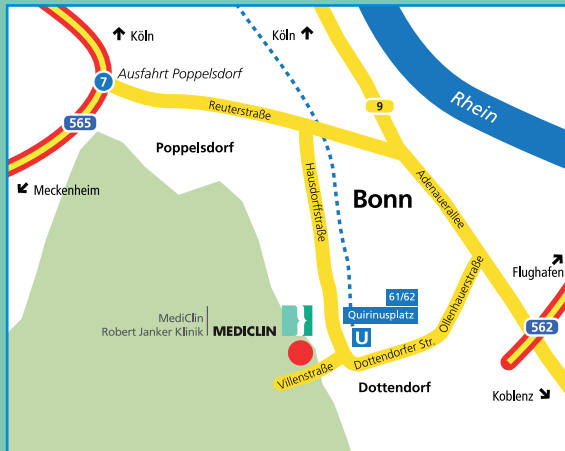 Köln
Köln
Ausfahrt Poppelsdorf
7
Rhein
9
Reuterstraße
565
Poppelsdorf
Meckenheim
Hausdorffstraße
Bonn
Adenauerallee
Flughafen
61/62
Quirinusplatz
U
MediClin
Robert Janker Klinik
MEDICLIN
Ollenhauerstraße
562
Dottendorfer Str.
Villenstraße
Dottendorf
Koblenz